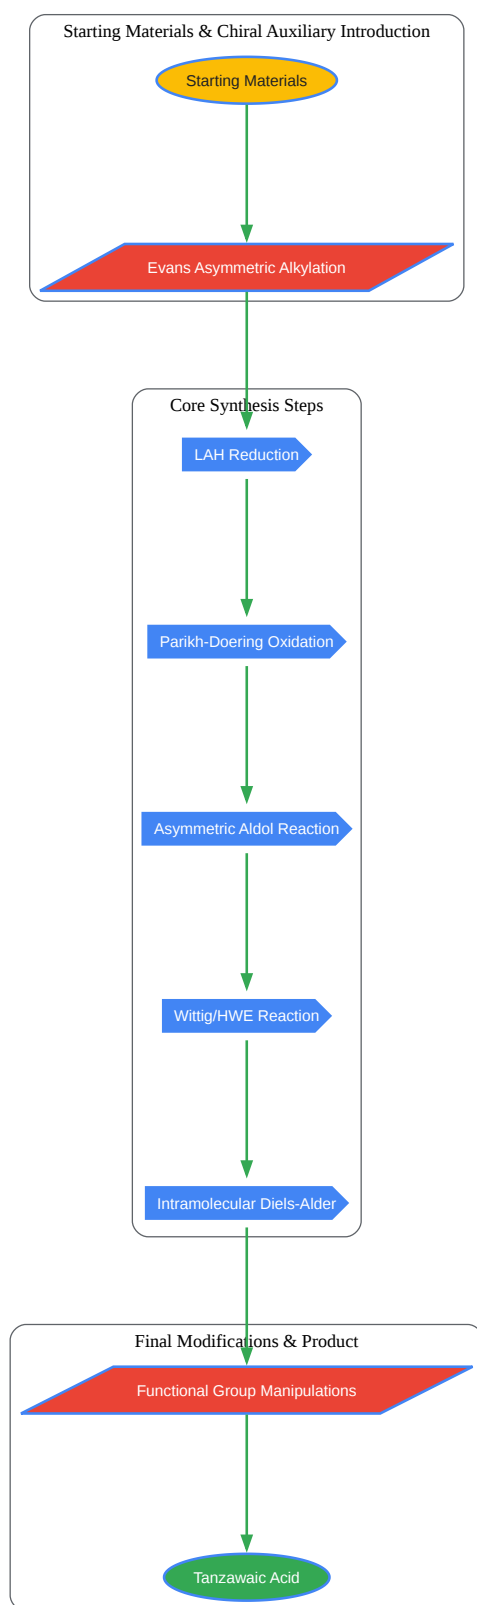 Starting Materials & Chiral Auxiliary Introduction
Starting Materials
Evans Asymmetric Alkylation
Core Synthesis Steps
LAH Reduction
Parikh-Doering Oxidation
Asymmetric Aldol Reaction
Wittig/HWE Reaction
Intramolecular Diels-Alder
Final Modifications & Product
Functional Group Manipulations
Tanzawaic Acid